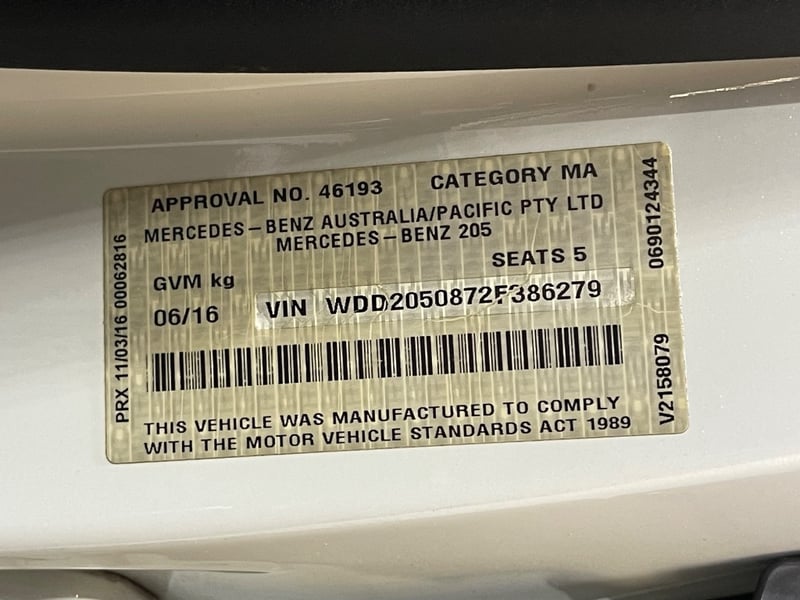 APPROVAL NO. 46193 CATEGORY MA
MERCEDES-BENZ AUSTRALIA/PACIFIC PTY LTD
MERCEDES-BENZ 205
SEATS 5
GVM kg
06/16
VIN WDD2050872F386279
THIS VEHICLE WAS MANUFACTURED TO COMPLY
WITH THE MOTOR VEHICLE STANDARDS ACT 1989
PRX 11/03/16 00062816
V2158079 0690124344